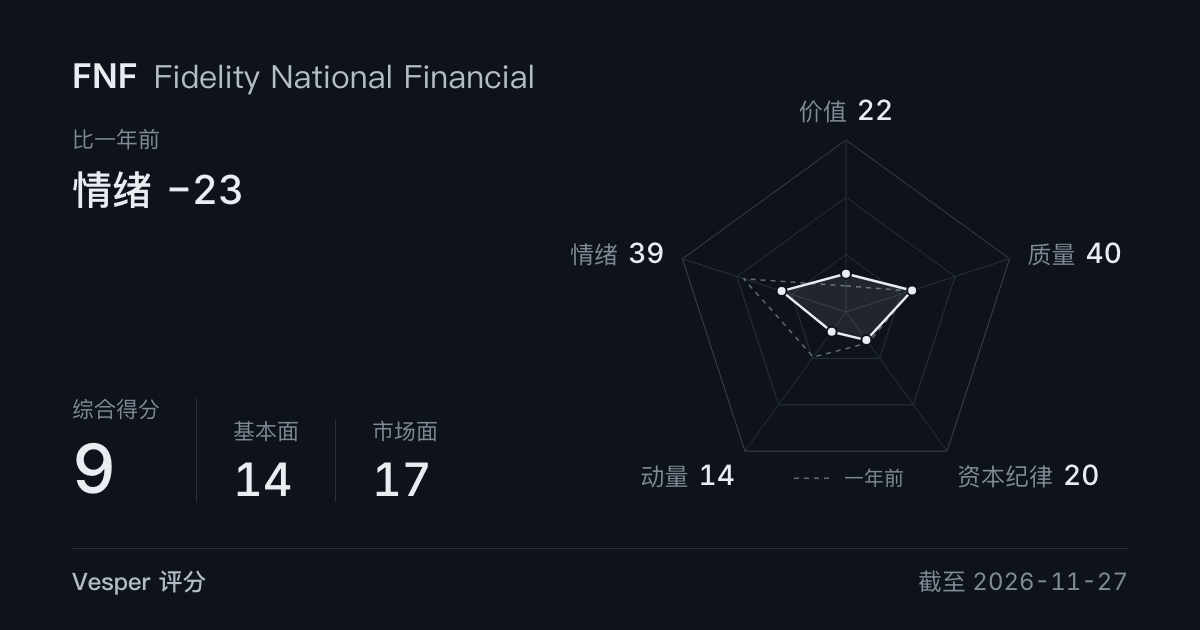 FNF Fidelity National Financial
比一年前
情绪 −23
价值 22
情绪 39
质量 40
动量 14
---- 一年前
资本纪律 20
综合得分
9
基本面
14
市场面
17
Vesper 评分
截至 2026-11-27